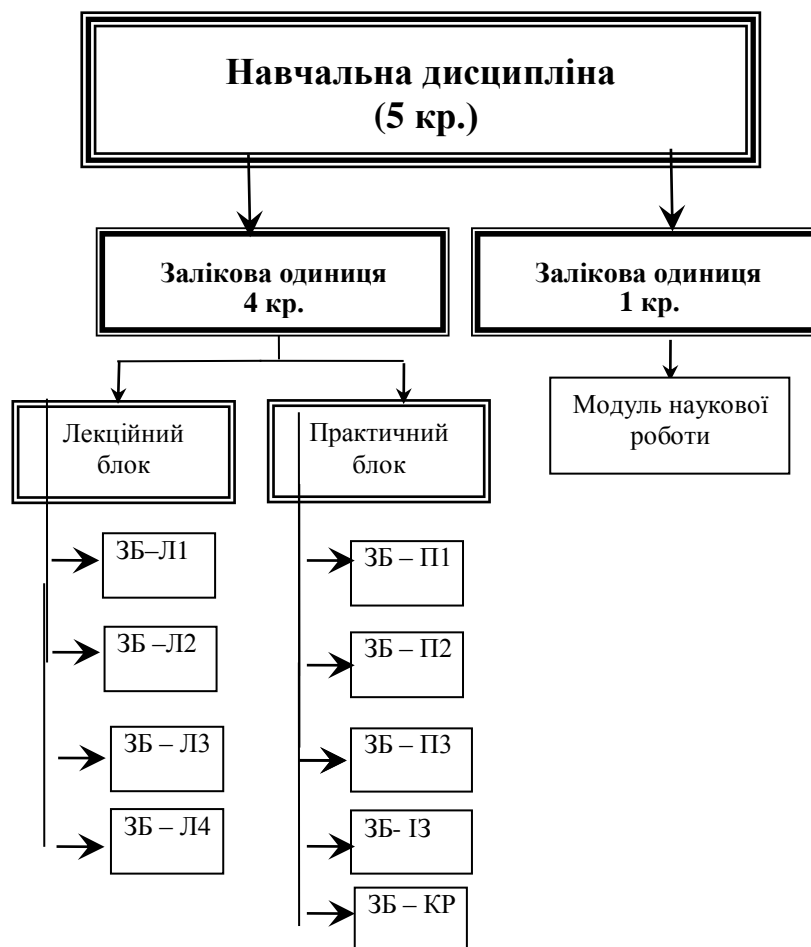 Навчальна дисципліна
(5 кр.)
Залікова одиниця
4 кр.
Залікова одиниця
1 кр.
Лекційний
блок
Практичний
блок
Модуль наукової
роботи
ЗБ–Л1
ЗБ –Л2
ЗБ – Л3
ЗБ – Л4
ЗБ – П1
ЗБ – П2
ЗБ – П3
ЗБ- ІЗ
ЗБ – КР